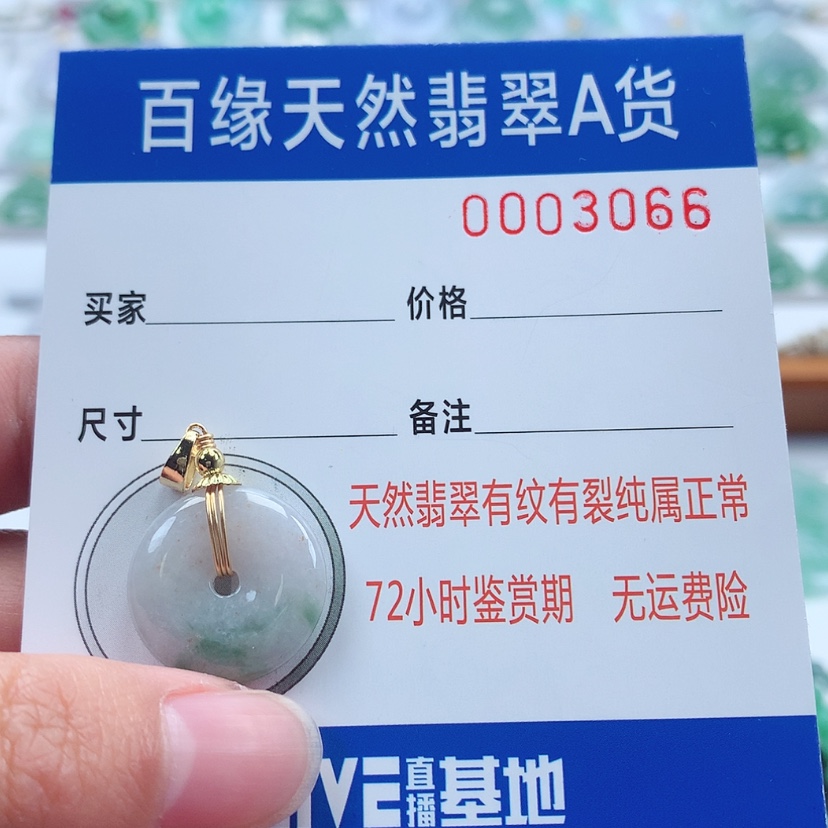 百缘天然翡翠A货
0003066
买家 价格
尺寸 备注
天然翡翠有纹有裂纯属正常
72小时鉴赏期 无运费险
VE直播基地